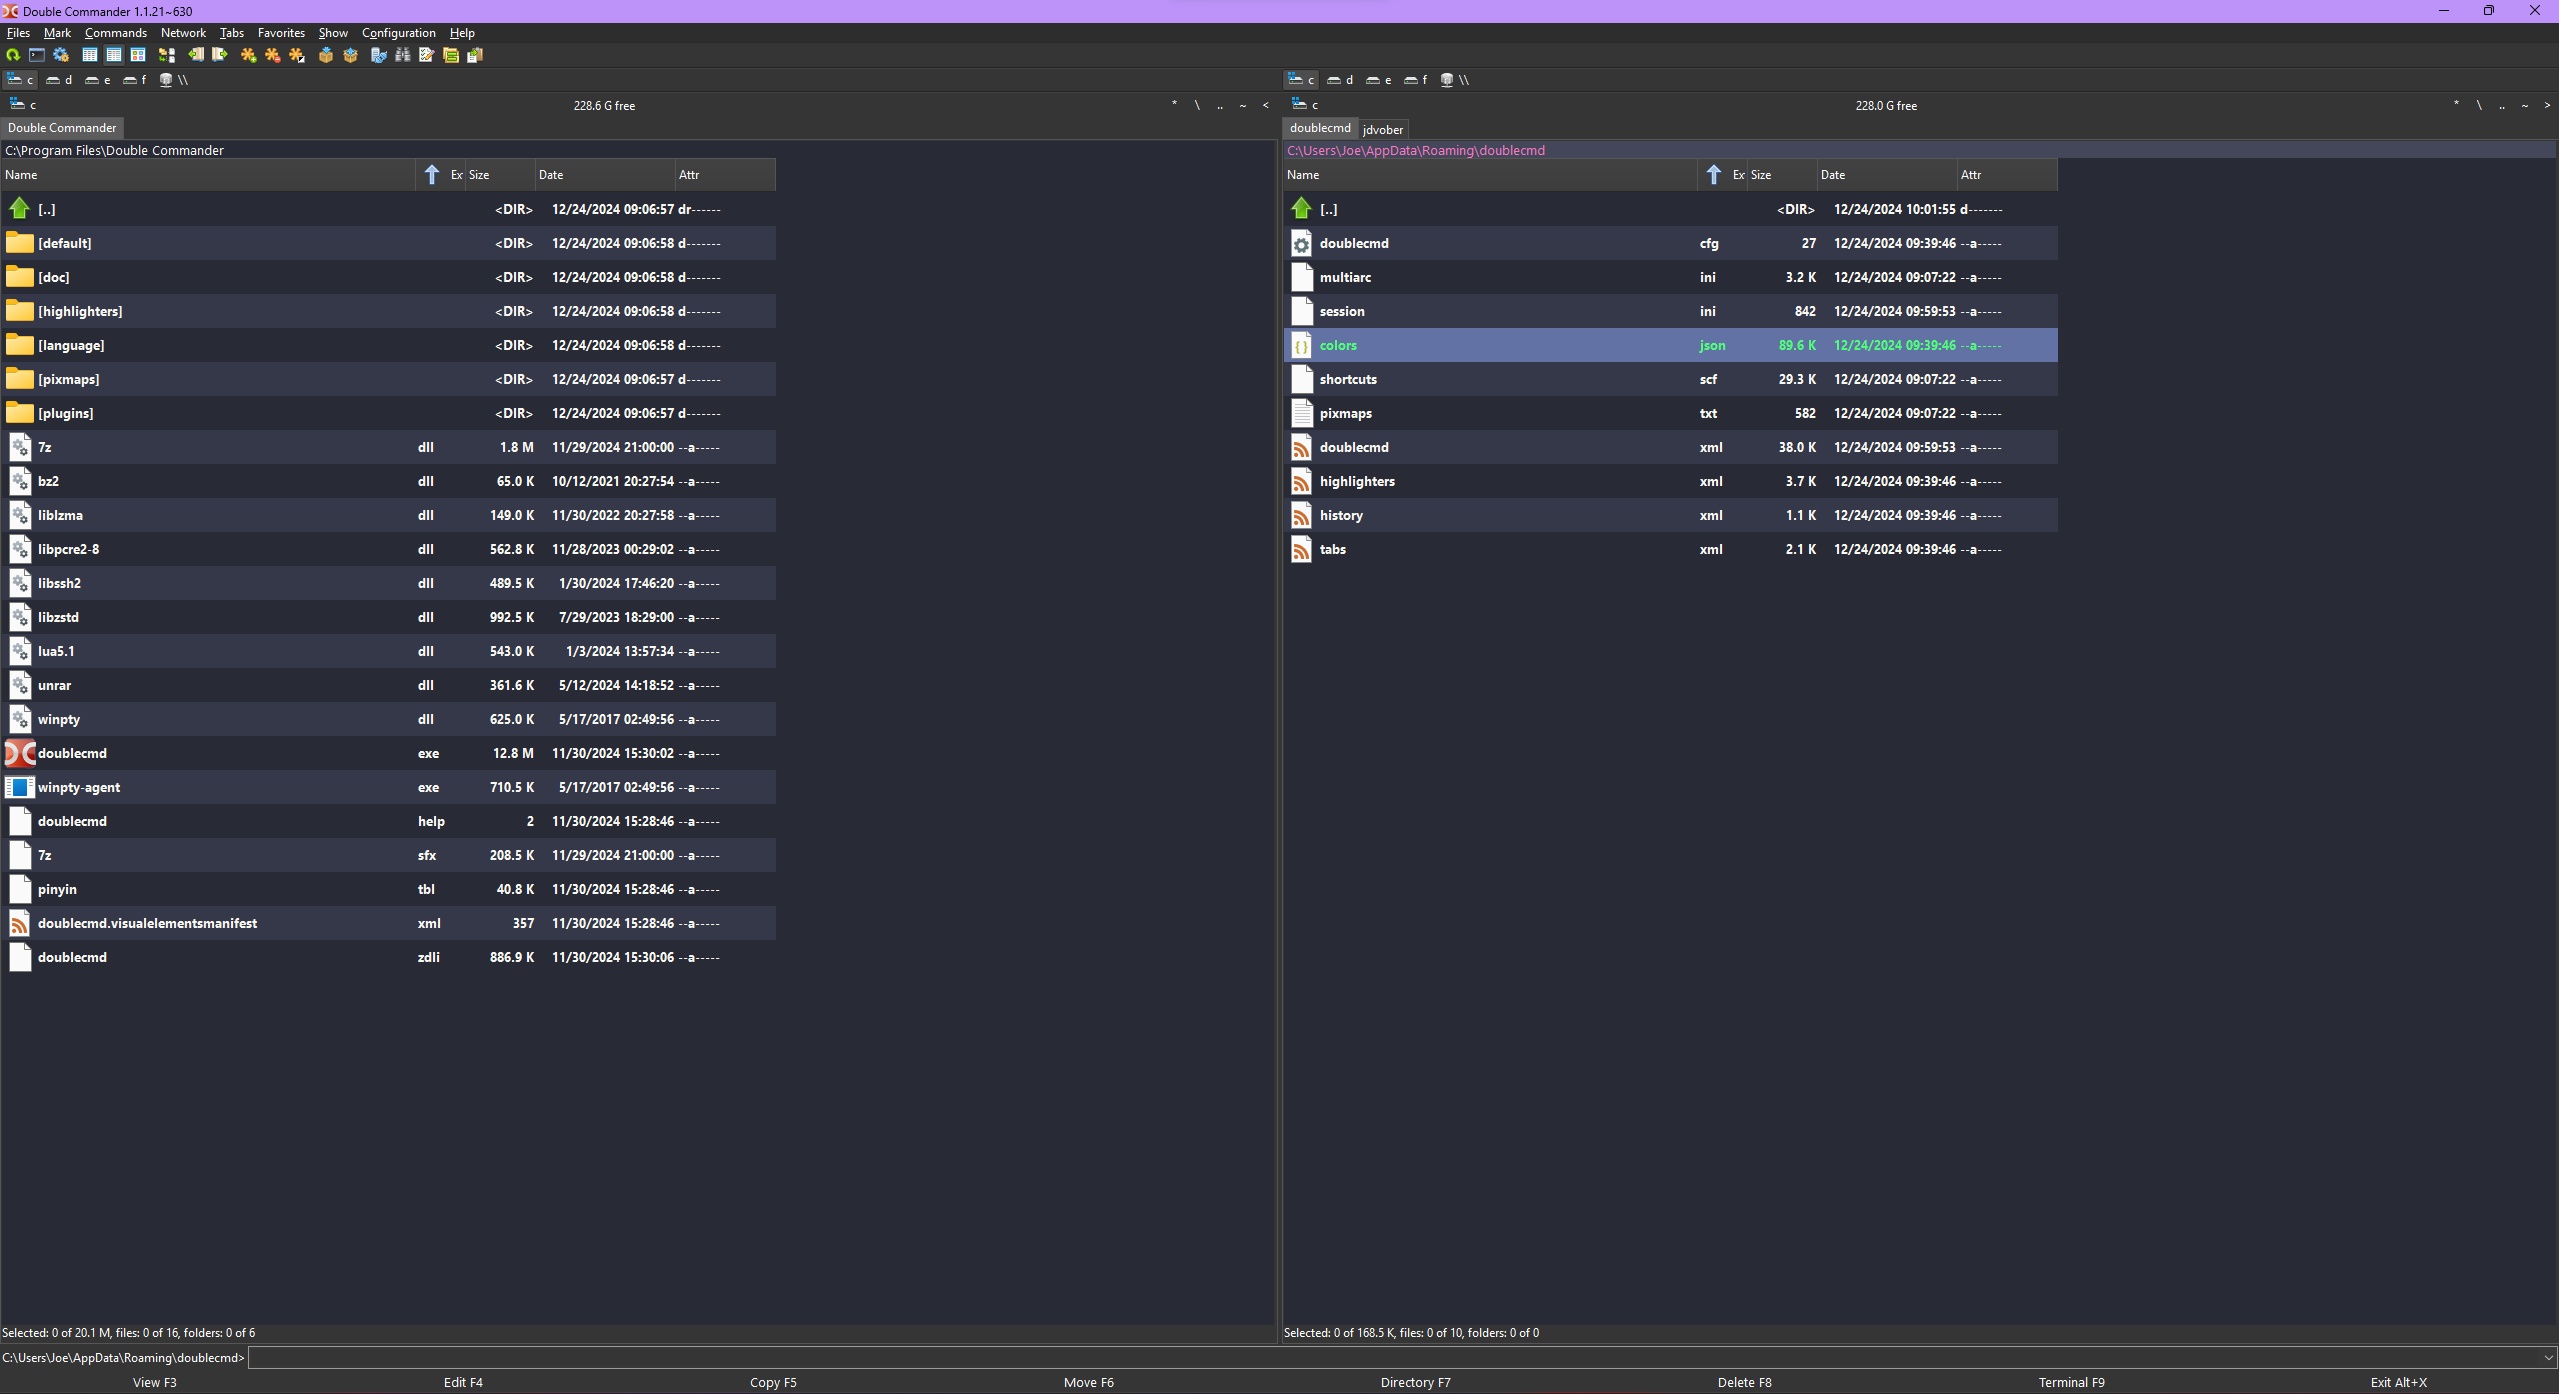 Double Commander 1.1.21~630
Files Mark Commands Network Tabs Favorites Show Configuration Help
c d e f \\
c 228.6 G free * \ .. ~ <
Double Commander
C:\Program Files\Double Commander
Name Ex Size Date Attr
[..] <DIR> 12/24/2024 09:06:57 dr------
[default] <DIR> 12/24/2024 09:06:58 d-------
[doc] <DIR> 12/24/2024 09:06:58 d-------
[highlighters] <DIR> 12/24/2024 09:06:58 d-------
[language] <DIR> 12/24/2024 09:06:58 d-------
[pixmaps] <DIR> 12/24/2024 09:06:57 d-------
[plugins] <DIR> 12/24/2024 09:06:57 d-------
7z dll 1.8 M 11/29/2024 21:00:00 --a-----
bz2 dll 65.0 K 10/12/2021 20:27:54 --a-----
liblzma dll 149.0 K 11/30/2022 20:27:58 --a-----
libpcre2-8 dll 562.8 K 11/28/2023 00:29:02 --a-----
libssh2 dll 489.5 K 1/30/2024 17:46:20 --a-----
libzstd dll 992.5 K 7/29/2023 18:29:00 --a-----
lua5.1 dll 543.0 K 1/3/2024 13:57:34 --a-----
unrar dll 361.6 K 5/12/2024 14:18:52 --a-----
winpty dll 625.0 K 5/17/2017 02:49:56 --a-----
doublecmd exe 12.8 M 11/30/2024 15:30:02 --a-----
winpty-agent exe 710.5 K 5/17/2017 02:49:56 --a-----
doublecmd help 2 11/30/2024 15:28:46 --a-----
7z sfx 208.5 K 11/29/2024 21:00:00 --a-----
pinyin tbl 40.8 K 11/30/2024 15:28:46 --a-----
doublecmd.visualelementsmanifest xml 357 11/30/2024 15:28:46 --a-----
doublecmd zdli 886.9 K 11/30/2024 15:30:06 --a-----
Selected: 0 of 20.1 M, files: 0 of 16, folders: 0 of 6
c d e f \\
c 228.0 G free * \ .. ~ >
doublecmd jdvober
C:\Users\Joe\AppData\Roaming\doublecmd
Name Ex Size Date Attr
[..] <DIR> 12/24/2024 10:01:55 d-------
doublecmd cfg 27 12/24/2024 09:39:46 --a-----
multiarc ini 3.2 K 12/24/2024 09:07:22 --a-----
session ini 842 12/24/2024 09:59:53 --a-----
colors json 89.6 K 12/24/2024 09:39:46 --a-----
shortcuts scf 29.3 K 12/24/2024 09:07:22 --a-----
pixmaps txt 582 12/24/2024 09:07:22 --a-----
doublecmd xml 38.0 K 12/24/2024 09:59:53 --a-----
highlighters xml 3.7 K 12/24/2024 09:39:46 --a-----
history xml 1.1 K 12/24/2024 09:39:46 --a-----
tabs xml 2.1 K 12/24/2024 09:39:46 --a-----
Selected: 0 of 168.5 K, files: 0 of 10, folders: 0 of 0
C:\Users\Joe\AppData\Roaming\doublecmd>
View F3 Edit F4 Copy F5 Move F6 Directory F7 Delete F8 Terminal F9 Exit Alt+X